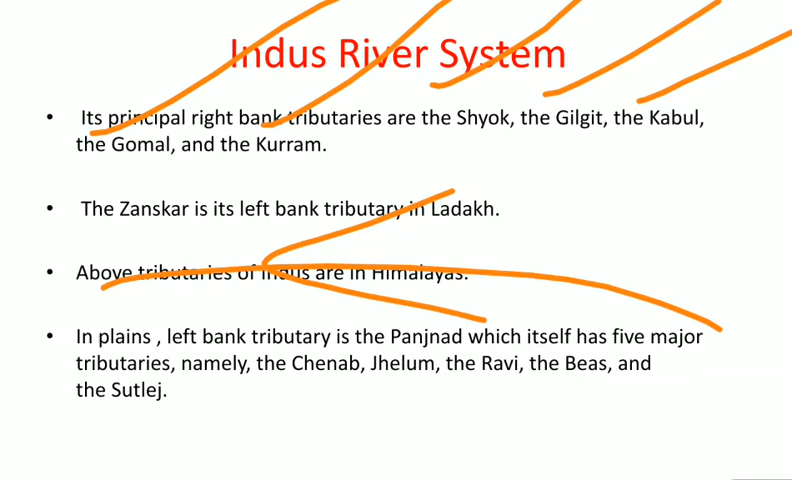 Indus River System
• Its principal right bank tributaries are the Shyok, the Gilgit, the Kabul,
the Gomal, and the Kurram.
• The Zanskar is its left bank tributary in Ladakh.
• Above tributaries of Indus are in Himalayas.
• In plains , left bank tributary is the Panjnad which itself has five major
tributaries, namely, the Chenab, Jhelum, the Ravi, the Beas, and
the Sutlej.